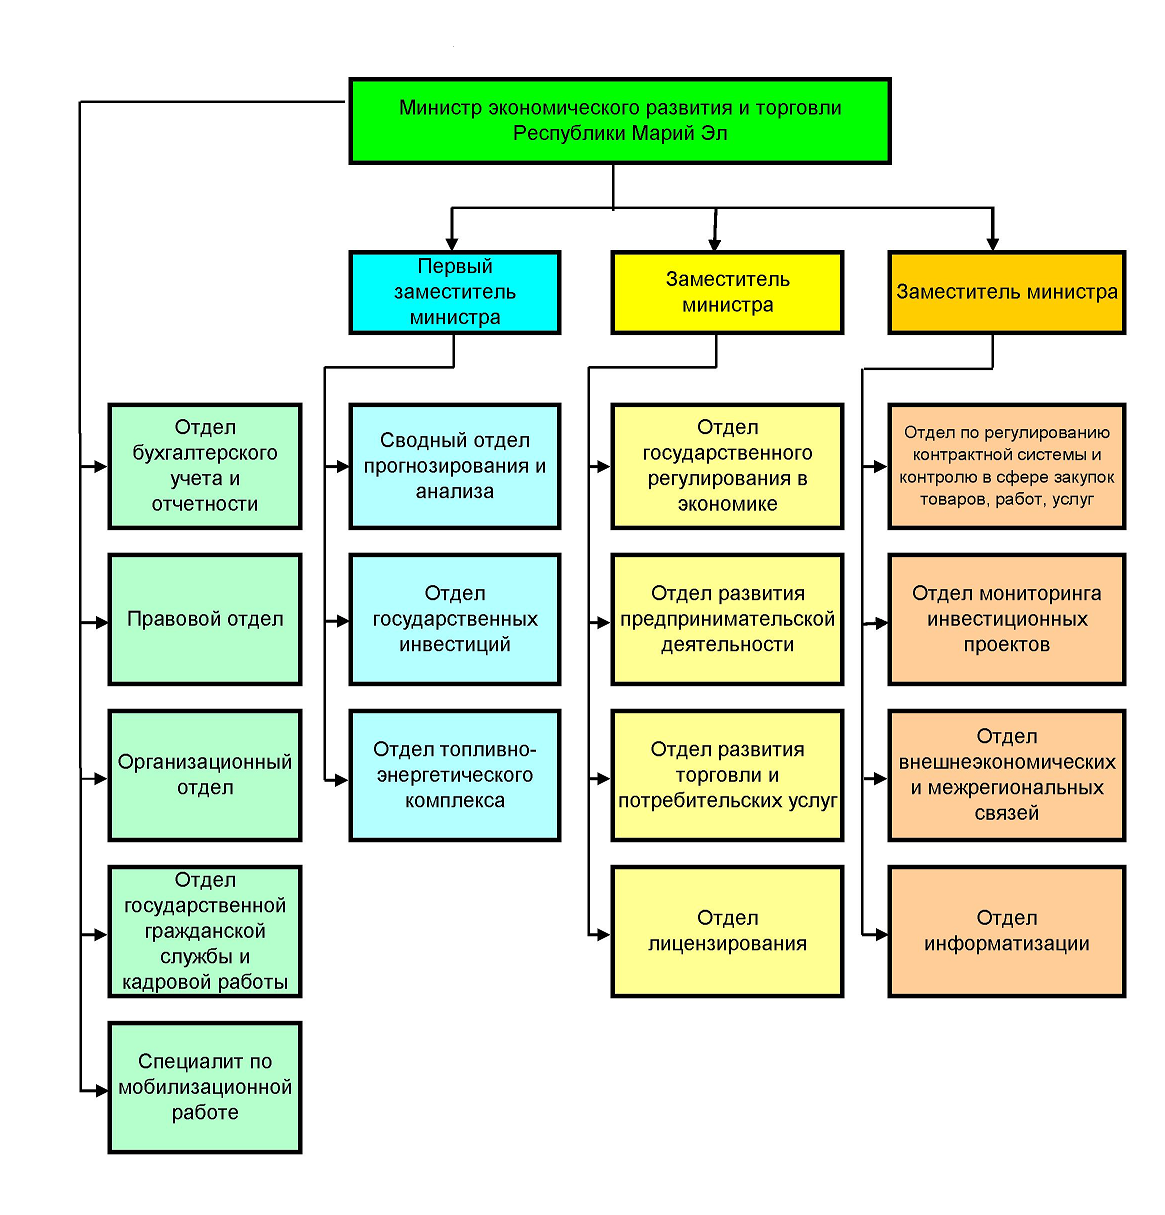 Министр экономического развития и торговли
Республики Марий Эл
Первый
заместитель
министра
Заместитель
министра
Заместитель министра
Отдел
бухгалтерского
учета и
отчетности
Сводный отдел
прогнозирования и
анализа
Отдел
государственного
регулирования в
экономике
Отдел по регулированию
контрактной системы и
контролю в сфере закупок
товаров, работ, услуг
Правовой отдел
Отдел
государственных
инвестиций
Отдел развития
предпринимательской
деятельности
Отдел мониторинга
инвестиционных
проектов
Организационный
отдел
Отдел топливно-
энергетического
комплекса
Отдел развития
торговли и
потребительских услуг
Отдел
внешнеэкономических
и межрегиональных
связей
Отдел
государственной
гражданской
службы и
кадровой работы
Отдел
лицензирования
Отдел
информатизации
Специалит по
мобилизационной
работе